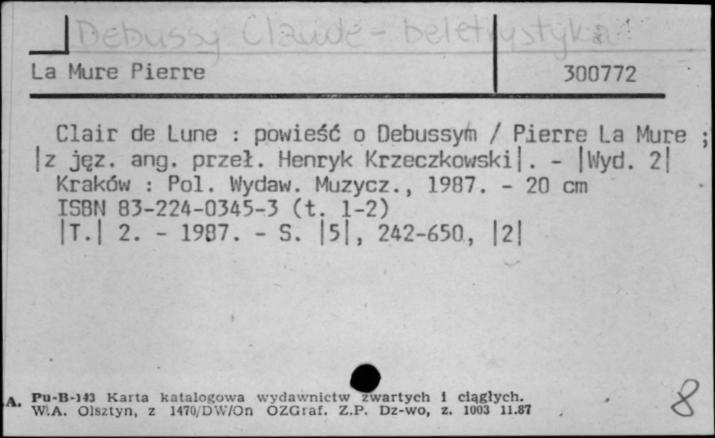 Debussy Claude - beletrystyka
La Mure Pierre 300772
Clair de Lune : powieść o Debussym / Pierre La Mure ;
|z jęz. ang. przeł. Henryk Krzeczkowski|. - |Wyd. 2|
Kraków : Pol. Wydaw. Muzycz., 1987. - 20 cm
ISBN 83-224-0345-3 (t. 1-2)
|T.| 2. - 1987. - S. |5|, 242-650, |2|
A. Pu-B-143 Karta katalogowa wydawnictw zwartych i ciągłych.
W.A. Olsztyn, z 1470/DW/On OZGraf. Z.P. Dz-wo, z. 1003 11.87
8